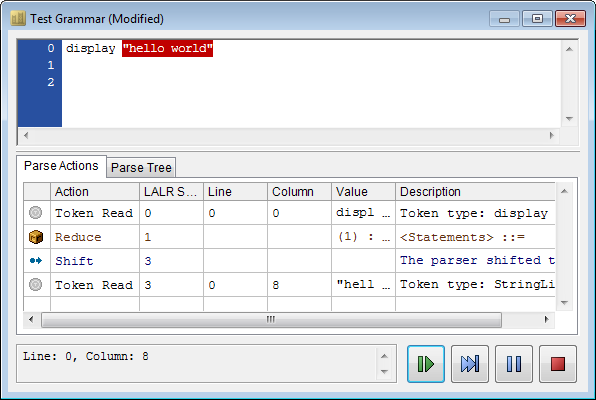 Test Grammar (Modified)
0 display "hello world"
1
2
Parse Actions Parse Tree
Action LALR S... Line Column Value Description
Token Read 0 0 0 displ ... Token type: display
Reduce 1 (1) : ... <Statements> ::=
Shift 3 The parser shifted t
Token Read 3 0 8 "hell ... Token type: StringLi
Line: 0, Column: 8